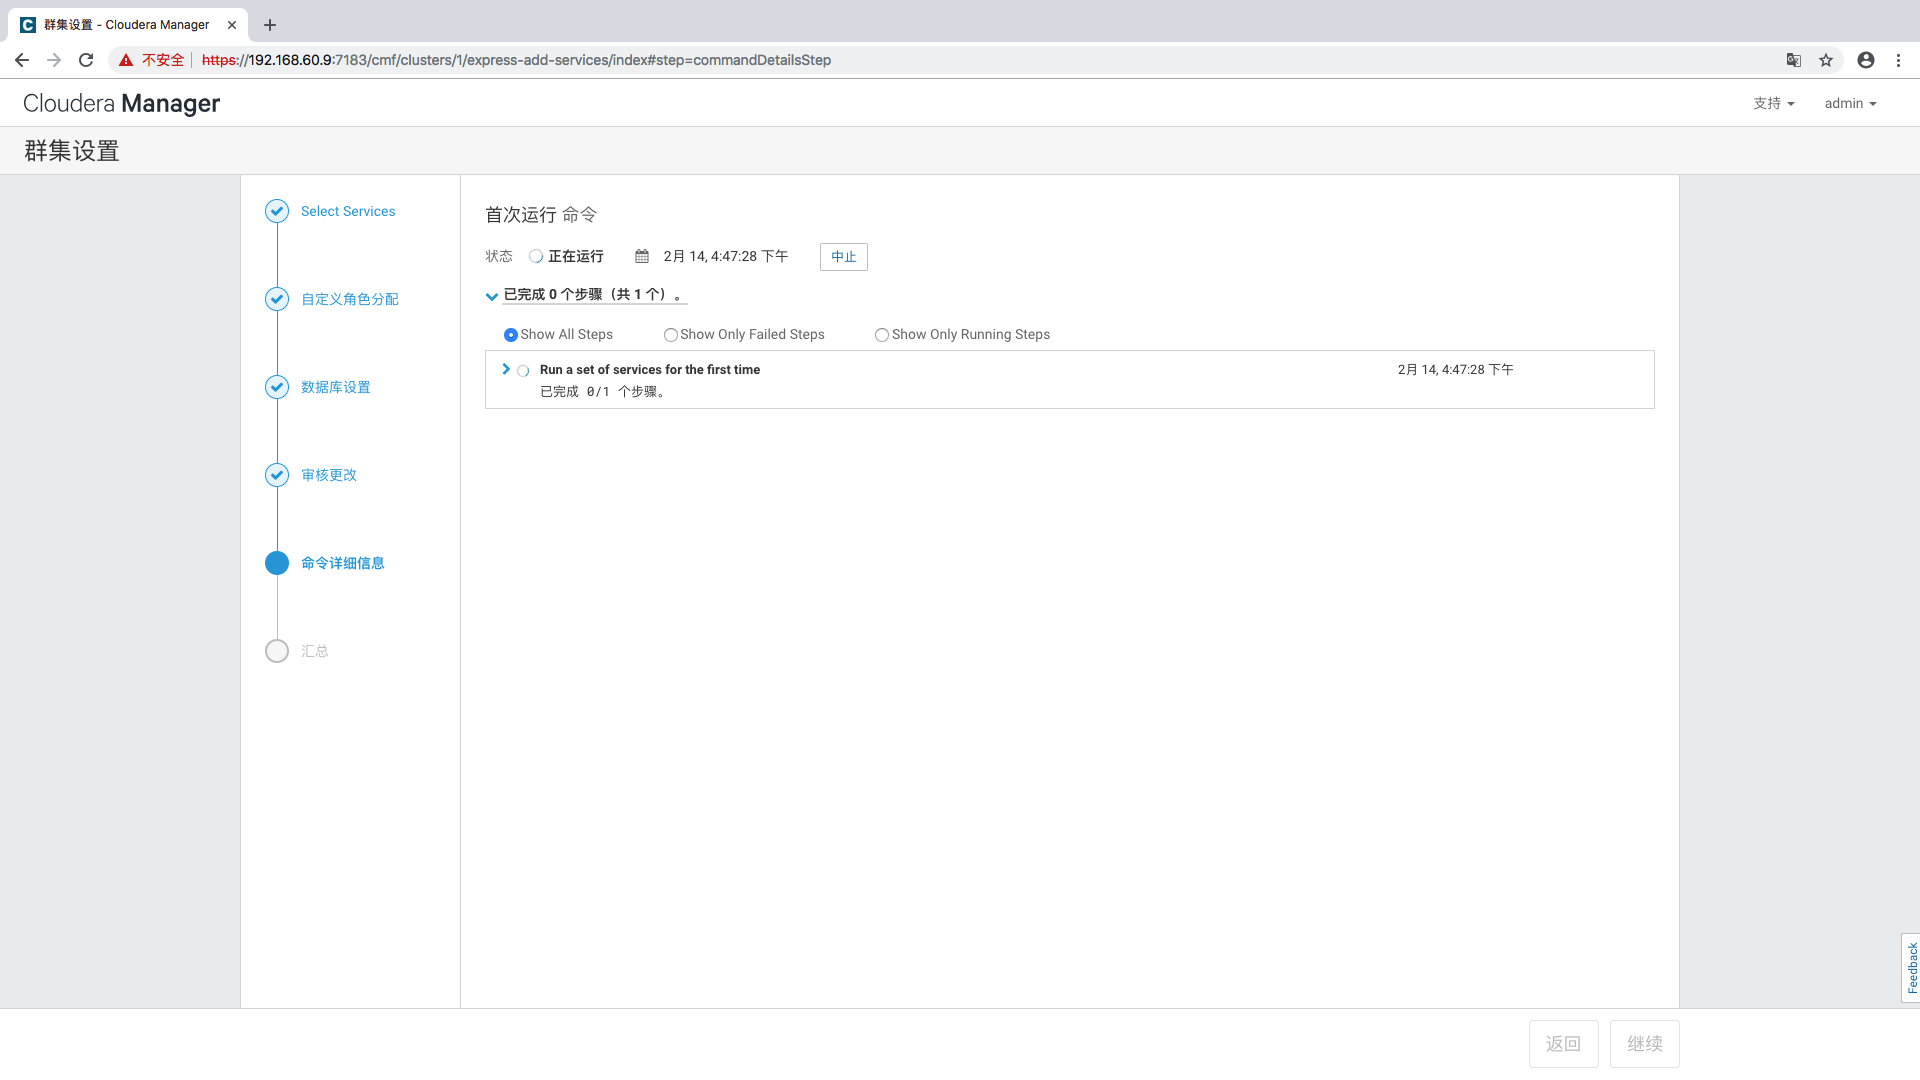 群集设置 - Cloudera Manager
不安全 https://192.168.60.9:7183/cmf/clusters/1/express-add-services/index#step=commandDetailsStep
Cloudera Manager
支持 admin
群集设置
Select Services
自定义角色分配
数据库设置
审核更改
命令详细信息
汇总
首次运行 命令
状态 正在运行 2月 14, 4:47:28 下午 中止
已完成 0 个步骤（共 1 个）。
Show All Steps Show Only Failed Steps Show Only Running Steps
Run a set of services for the first time 2月 14, 4:47:28 下午
已完成 0/1 个步骤。
Feedback
返回 继续